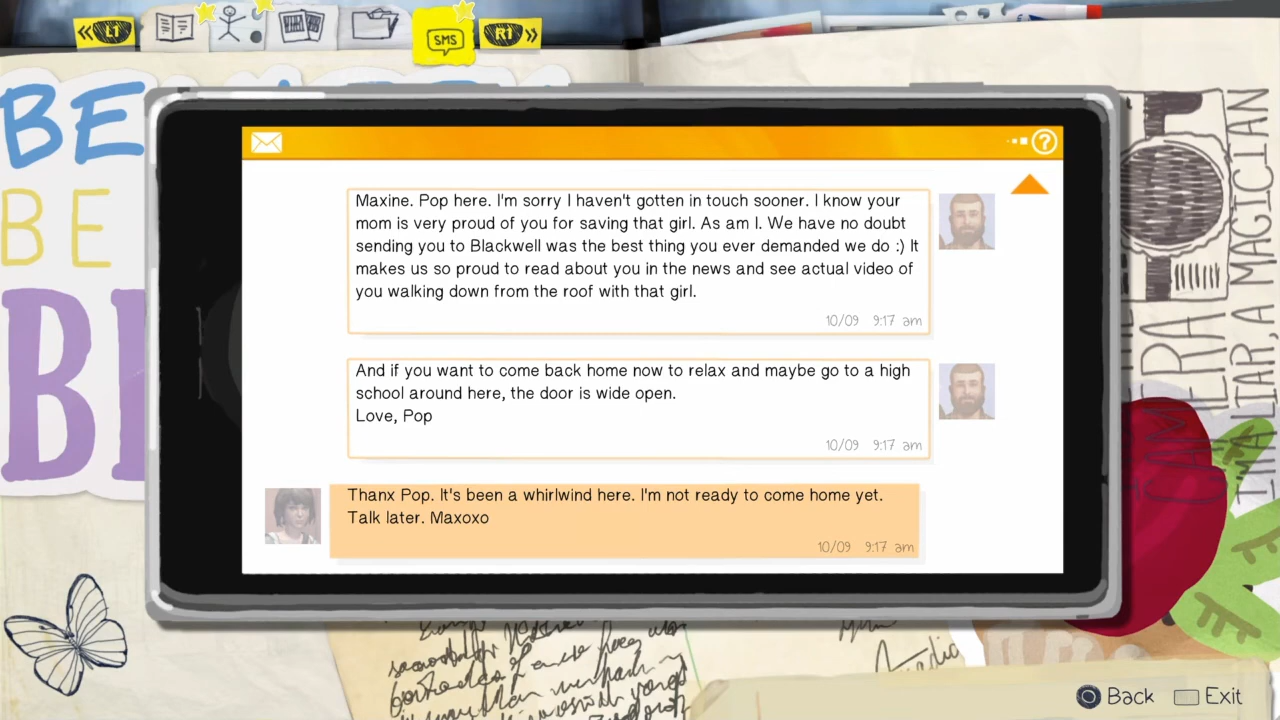 L1
SMS
R1
BE
BE
Maxine. Pop here. I'm sorry I haven't gotten in touch sooner. I know your
mom is very proud of you for saving that girl. As am I. We have no doubt
sending you to Blackwell was the best thing you ever demanded we do :) It
makes us so proud to read about you in the news and see actual video of
you walking down from the roof with that girl.
10/09 9:17 am
And if you want to come back home now to relax and maybe go to a high
school around here, the door is wide open.
Love, Pop
10/09 9:17 am
Thanx Pop. It's been a whirlwind here. I'm not ready to come home yet.
Talk later. Maxoxo
10/09 9:17 am
CAMERA
LIAR, A MAGICIAN
Back
Exit